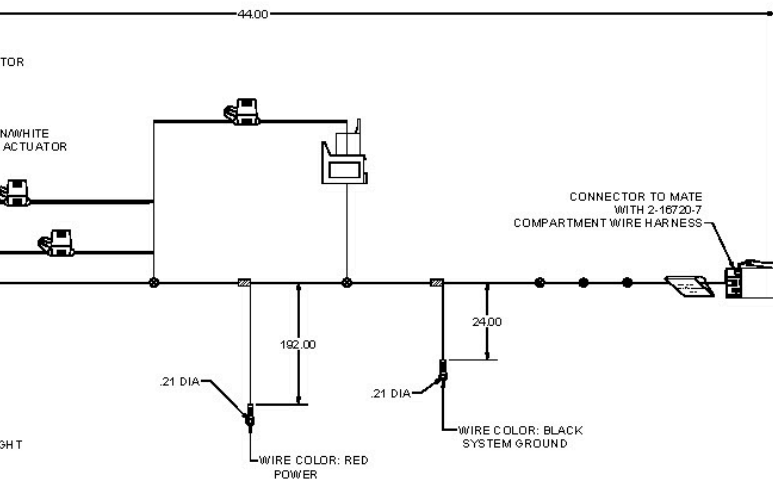 44.00
TOR
N/WHITE
ACTUATOR
CONNECTOR TO MATE
WITH 2-16720-7
COMPARTMENT WIRE HARNESS
24.00
192.00
.21 DIA
.21 DIA
WIRE COLOR: BLACK
SYSTEM GROUND
GHT
WIRE COLOR: RED
POWER